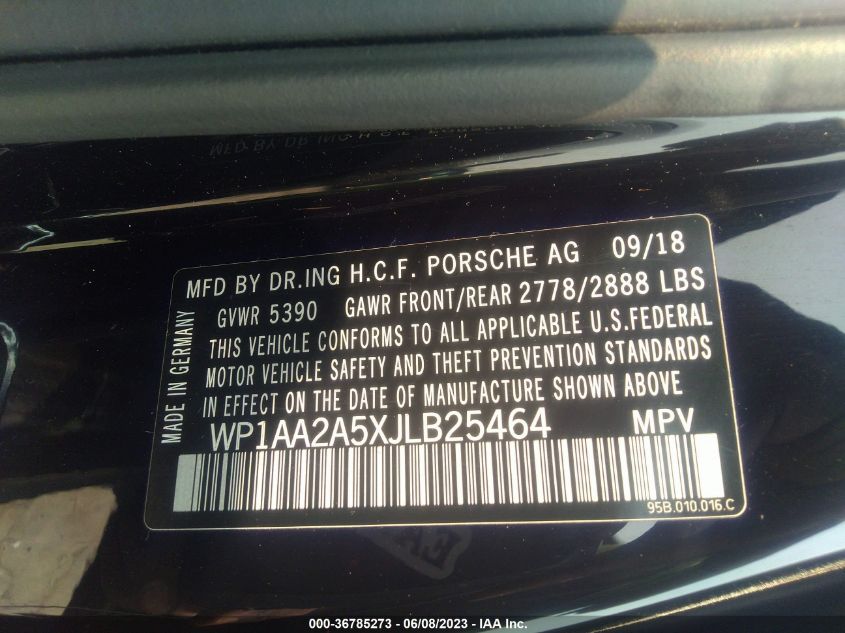 MFD BY DR.ING H.C.F. PORSCHE AG 09/18
GVWR 5390 GAWR FRONT/REAR 2778/2888 LBS
THIS VEHICLE CONFORMS TO ALL APPLICABLE U.S.FEDERAL
MOTOR VEHICLE SAFETY AND THEFT PREVENTION STANDARDS
IN EFFECT ON THE DATE OF MANUFACTURE SHOWN ABOVE
WP1AA2A5XJLB25464 MPV
95B.010.016.C
MADE IN GERMANY
000-36785273 - 06/08/2023 - IAA Inc.